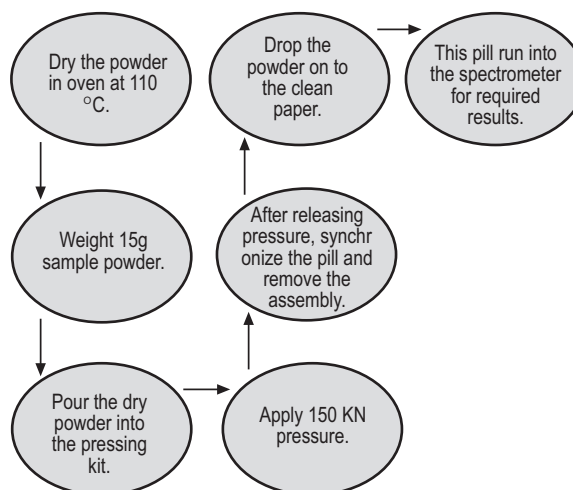 Dry the powder
in oven at 110
°C.
Weight 15g
sample powder.
Pour the dry
powder into
the pressing
kit.
Apply 150 KN
pressure.
After releasing
pressure, synchr
onize the pill and
remove the
assembly.
Drop the
powder on to
the clean
paper.
This pill run into
the spectrometer
for required
results.